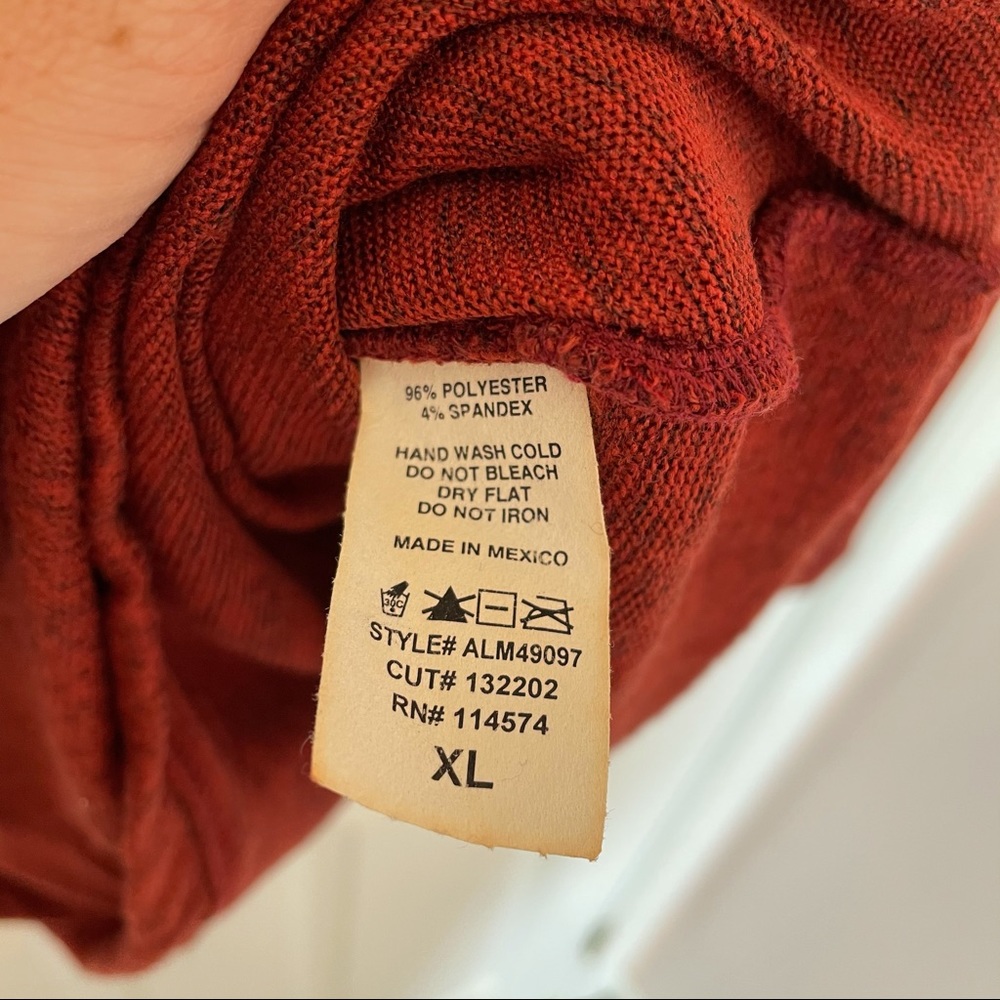 96% POLYESTER
4% SPANDEX
HAND WASH COLD
DO NOT BLEACH
DRY FLAT
DO NOT IRON
MADE IN MEXICO
30C
STYLE# ALM49097
CUT# 132202
RN# 114574
XL